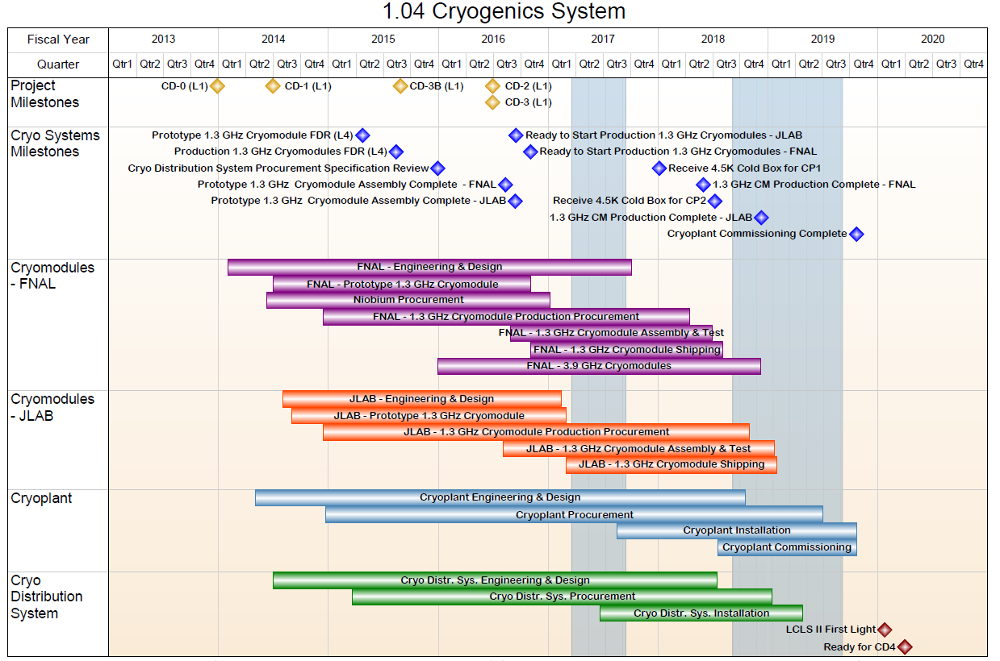 1.04 Cryogenics System
Fiscal Year 2013 2014 2015 2016 2017 2018 2019 2020
Quarter Qtr1 Qtr2 Qtr3 Qtr4 Qtr1 Qtr2 Qtr3 Qtr4 Qtr1 Qtr2 Qtr3 Qtr4 Qtr1 Qtr2 Qtr3 Qtr4 Qtr1 Qtr2 Qtr3 Qtr4 Qtr1 Qtr2 Qtr3 Qtr4 Qtr1 Qtr2 Qtr3 Qtr4 Qtr1 Qtr2 Qtr3 Qtr4
Project
Milestones
CD-0 (L1) CD-1 (L1) CD-3B (L1) CD-2 (L1)
CD-3 (L1)
Cryo Systems
Milestones
Prototype 1.3 GHz Cryomodule FDR (L4) Ready to Start Production 1.3 GHz Cryomodules - JLAB
Production 1.3 GHz Cryomodules FDR (L4) Ready to Start Production 1.3 GHz Cryomodules - FNAL
Cryo Distribution System Procurement Specification Review Receive 4.5K Cold Box for CP1
Prototype 1.3 GHz Cryomodule Assembly Complete - FNAL 1.3 GHz CM Production Complete - FNAL
Prototype 1.3 GHz Cryomodule Assembly Complete - JLAB Receive 4.5K Cold Box for CP2
1.3 GHz CM Production Complete - JLAB
Cryoplant Commissioning Complete
Cryomodules
- FNAL
FNAL - Engineering & Design
FNAL - Prototype 1.3 GHz Cryomodule
Niobium Procurement
FNAL - 1.3 GHz Cryomodule Production Procurement
FNAL - 1.3 GHz Cryomodule Assembly & Test
FNAL - 1.3 GHz Cryomodule Shipping
FNAL - 3.9 GHz Cryomodules
Cryomodules
- JLAB
JLAB - Engineering & Design
JLAB - Prototype 1.3 GHz Cryomodule
JLAB - 1.3 GHz Cryomodule Production Procurement
JLAB - 1.3 GHz Cryomodule Assembly & Test
JLAB - 1.3 GHz Cryomodule Shipping
Cryoplant
Cryoplant Engineering & Design
Cryoplant Procurement
Cryoplant Installation
Cryoplant Commissioning
Cryo
Distribution
System
Cryo Distr. Sys. Engineering & Design
Cryo Distr. Sys. Procurement
Cryo Distr. Sys. Installation
LCLS II First Light
Ready for CD4